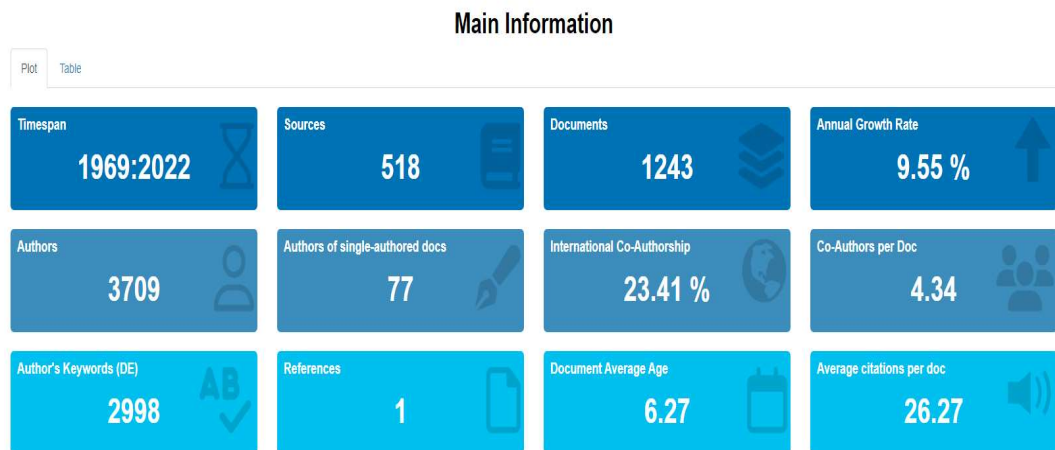 Main Information
Plot Table
Timespan
1969:2022
Sources
518
Documents
1243
Annual Growth Rate
9.55 %
Authors
3709
Authors of single-authored docs
77
International Co-Authorship
23.41 %
Co-Authors per Doc
4.34
Author's Keywords (DE)
2998
AB
References
1
Document Average Age
6.27
Average citations per doc
26.27